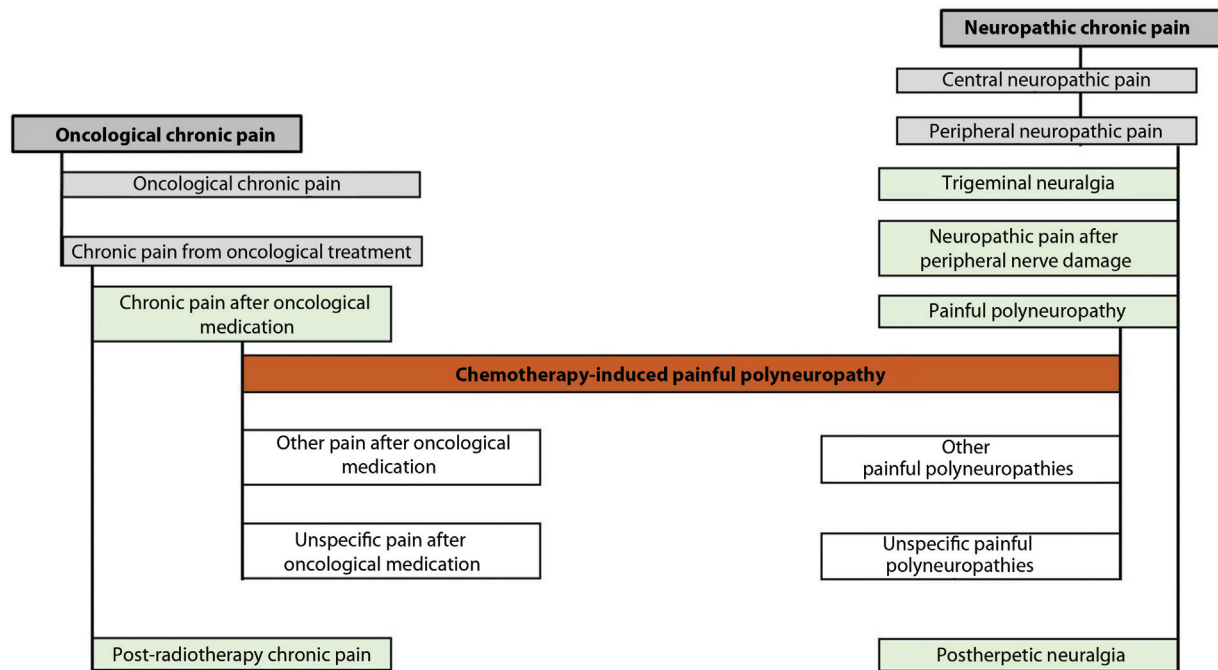 Neuropathic chronic pain
Central neuropathic pain
Peripheral neuropathic pain
Oncological chronic pain
Oncological chronic pain
Trigeminal neuralgia
Chronic pain from oncological treatment
Neuropathic pain after
peripheral nerve damage
Chronic pain after oncological
medication
Painful polyneuropathy
Chemotherapy-induced painful polyneuropathy
Other pain after oncological
medication
Other
painful polyneuropathies
Unspecific pain after
oncological medication
Unspecific painful
polyneuropathies
Post-radiotherapy chronic pain
Postherpetic neuralgia